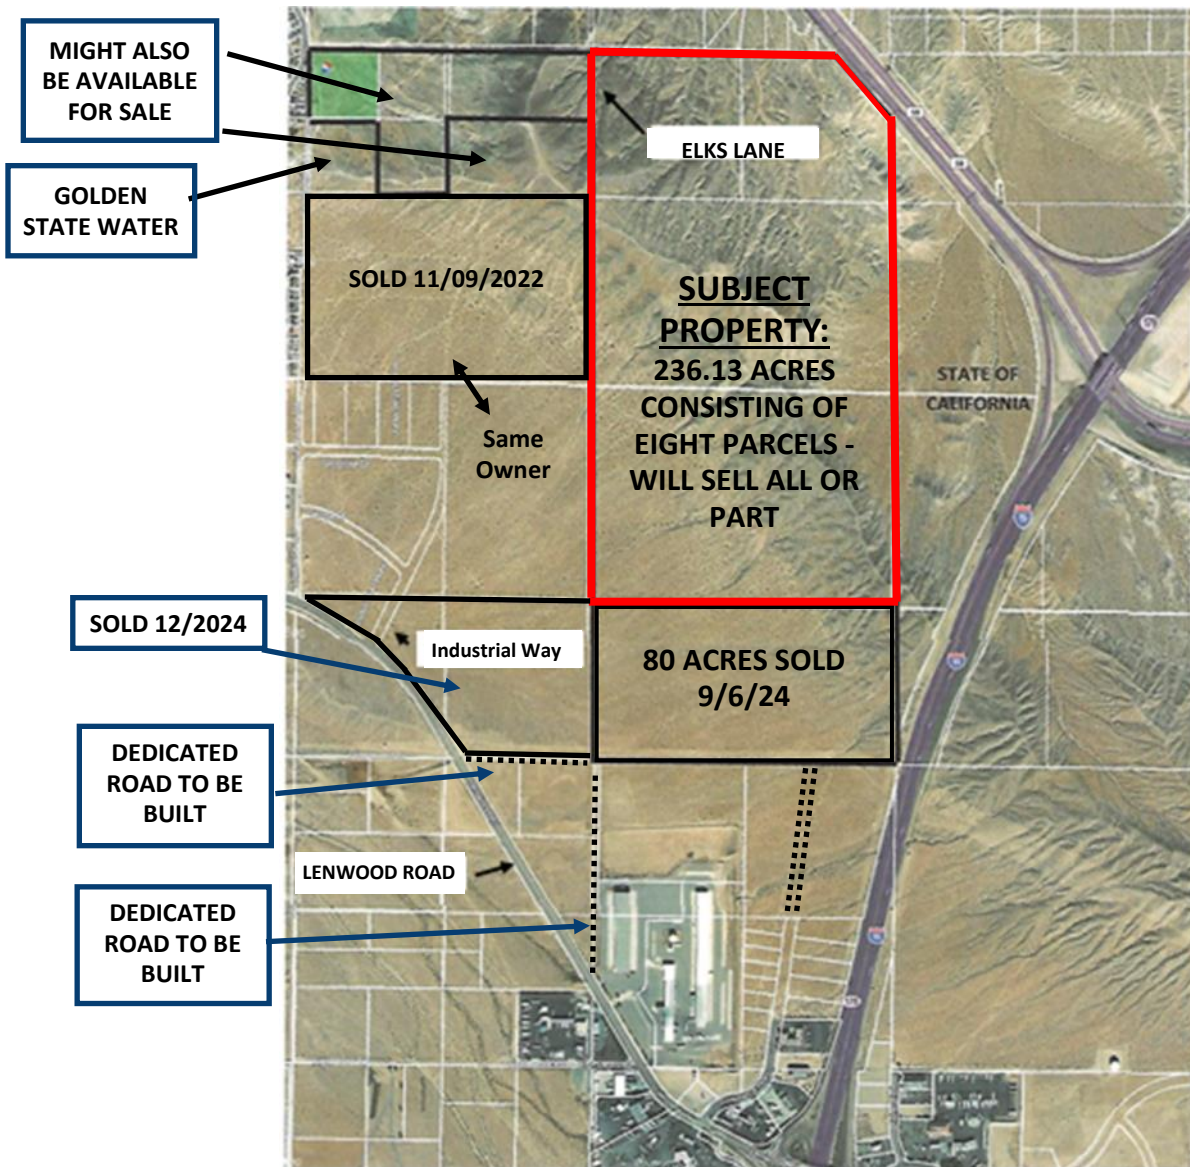 MIGHT ALSO
BE AVAILABLE
FOR SALE
ELKS LANE
GOLDEN
STATE WATER
SOLD 11/09/2022
SUBJECT
PROPERTY:
236.13 ACRES
CONSISTING OF
EIGHT PARCELS -
WILL SELL ALL OR
PART
STATE OF
CALIFORNIA
Same
Owner
SOLD 12/2024
Industrial Way
80 ACRES SOLD
9/6/24
DEDICATED
ROAD TO BE
BUILT
LENWOOD ROAD
DEDICATED
ROAD TO BE
BUILT